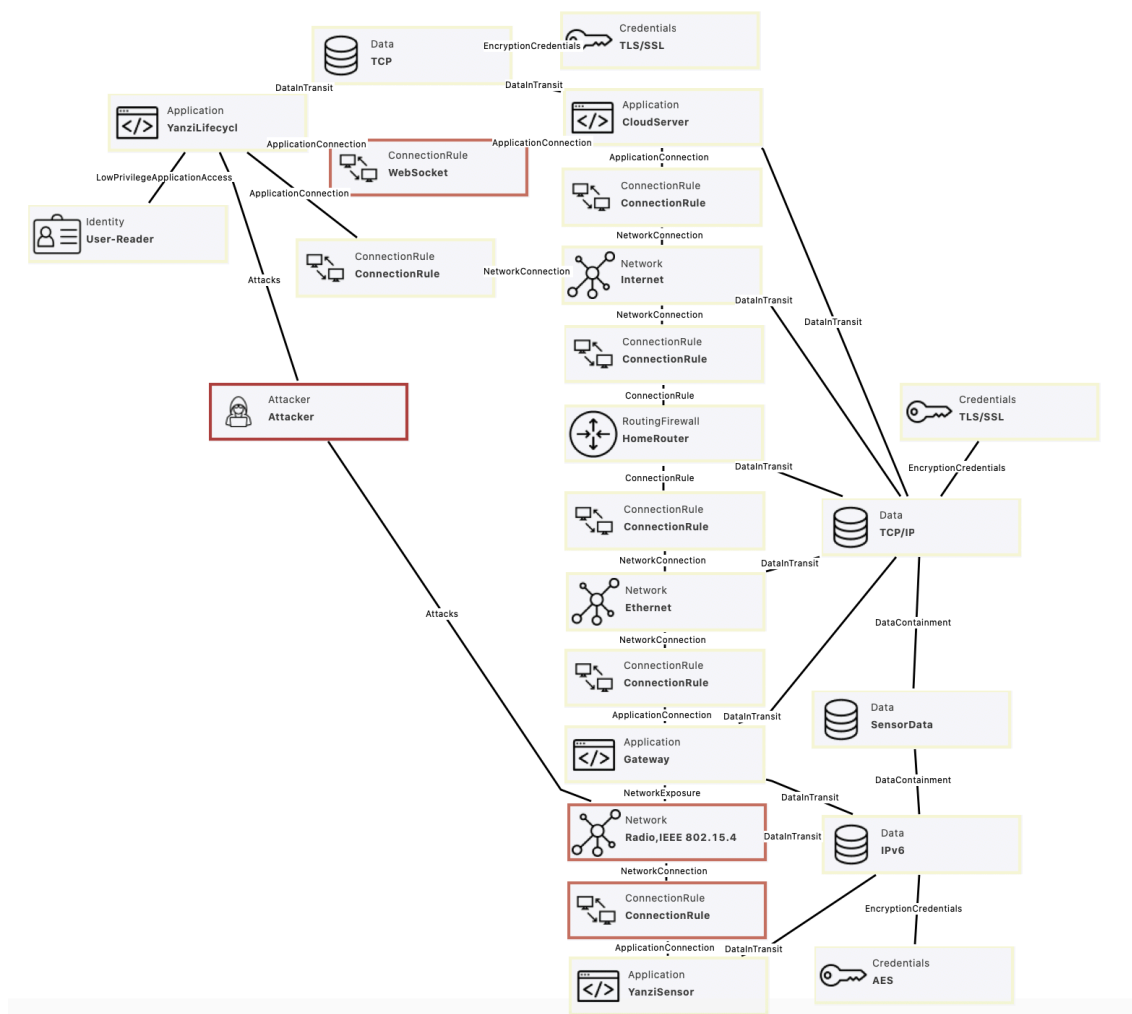 Credentials
TLS/SSL
Data
TCP
EncryptionCredentials
DataInTransit
DataInTransit
Application
YanziLifecycl
Application
CloudServer
ApplicationConnection
ApplicationConnection
ConnectionRule
WebSocket
ApplicationConnection
LowPrivilegeApplicationAccess
ApplicationConnection
ConnectionRule
ConnectionRule
Identity
User-Reader
NetworkConnection
ConnectionRule
ConnectionRule
NetworkConnection
Network
Internet
Attacks
DataInTransit
NetworkConnection
DataInTransit
ConnectionRule
ConnectionRule
Attacker
Attacker
ConnectionRule
Credentials
TLS/SSL
RoutingFirewall
HomeRouter
DataInTransit
EncryptionCredentials
ConnectionRule
ConnectionRule
ConnectionRule
Data
TCP/IP
NetworkConnection
DataInTransit
Network
Ethernet
Attacks
DataContainment
NetworkConnection
ConnectionRule
ConnectionRule
Data
SensorData
ApplicationConnection
DataInTransit
Application
Gateway
DataContainment
NetworkExposure
DataInTransit
Network
Radio,IEEE 802.15.4
DataInTransit
Data
IPv6
NetworkConnection
ConnectionRule
ConnectionRule
EncryptionCredentials
ApplicationConnection
DataInTransit
Application
YanziSensor
Credentials
AES